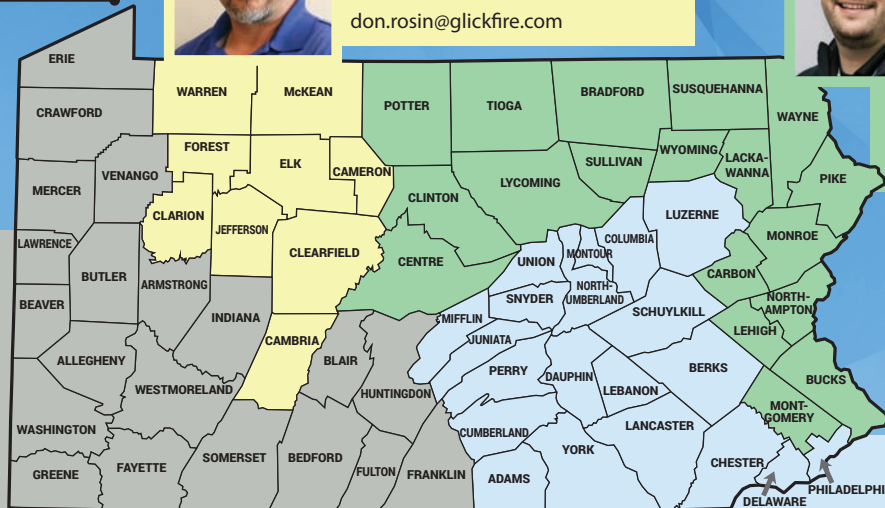 don.rosin@glickfire.com
ERIE
CRAWFORD
WARREN
McKEAN
POTTER
TIOGA
BRADFORD
SUSQUEHANNA
WAYNE
FOREST
ELK
CAMERON
VENANGO
MERCER
CLARION
JEFFERSON
CLEARFIELD
CLINTON
LYCOMING
SULLIVAN
WYOMING
LACKA-
WANNA
PIKE
LAWRENCE
BUTLER
ARMSTRONG
CENTRE
UNION
MONTOUR
COLUMBIA
LUZERNE
MONROE
CARBON
BEAVER
INDIANA
CAMBRIA
BLAIR
MIFFLIN
SNYDER
NORTH-
UMBERLAND
SCHUYLKILL
NORTH-
AMPTON
LEHIGH
ALLEGHENY
WESTMORELAND
HUNTINGDON
JUNIATA
PERRY
DAUPHIN
LEBANON
BERKS
BUCKS
MONT-
GOMERY
WASHINGTON
GREENE
FAYETTE
SOMERSET
BEDFORD
FULTON
FRANKLIN
CUMBERLAND
ADAMS
YORK
LANCASTER
CHESTER
DELAWARE
PHILADELPHI